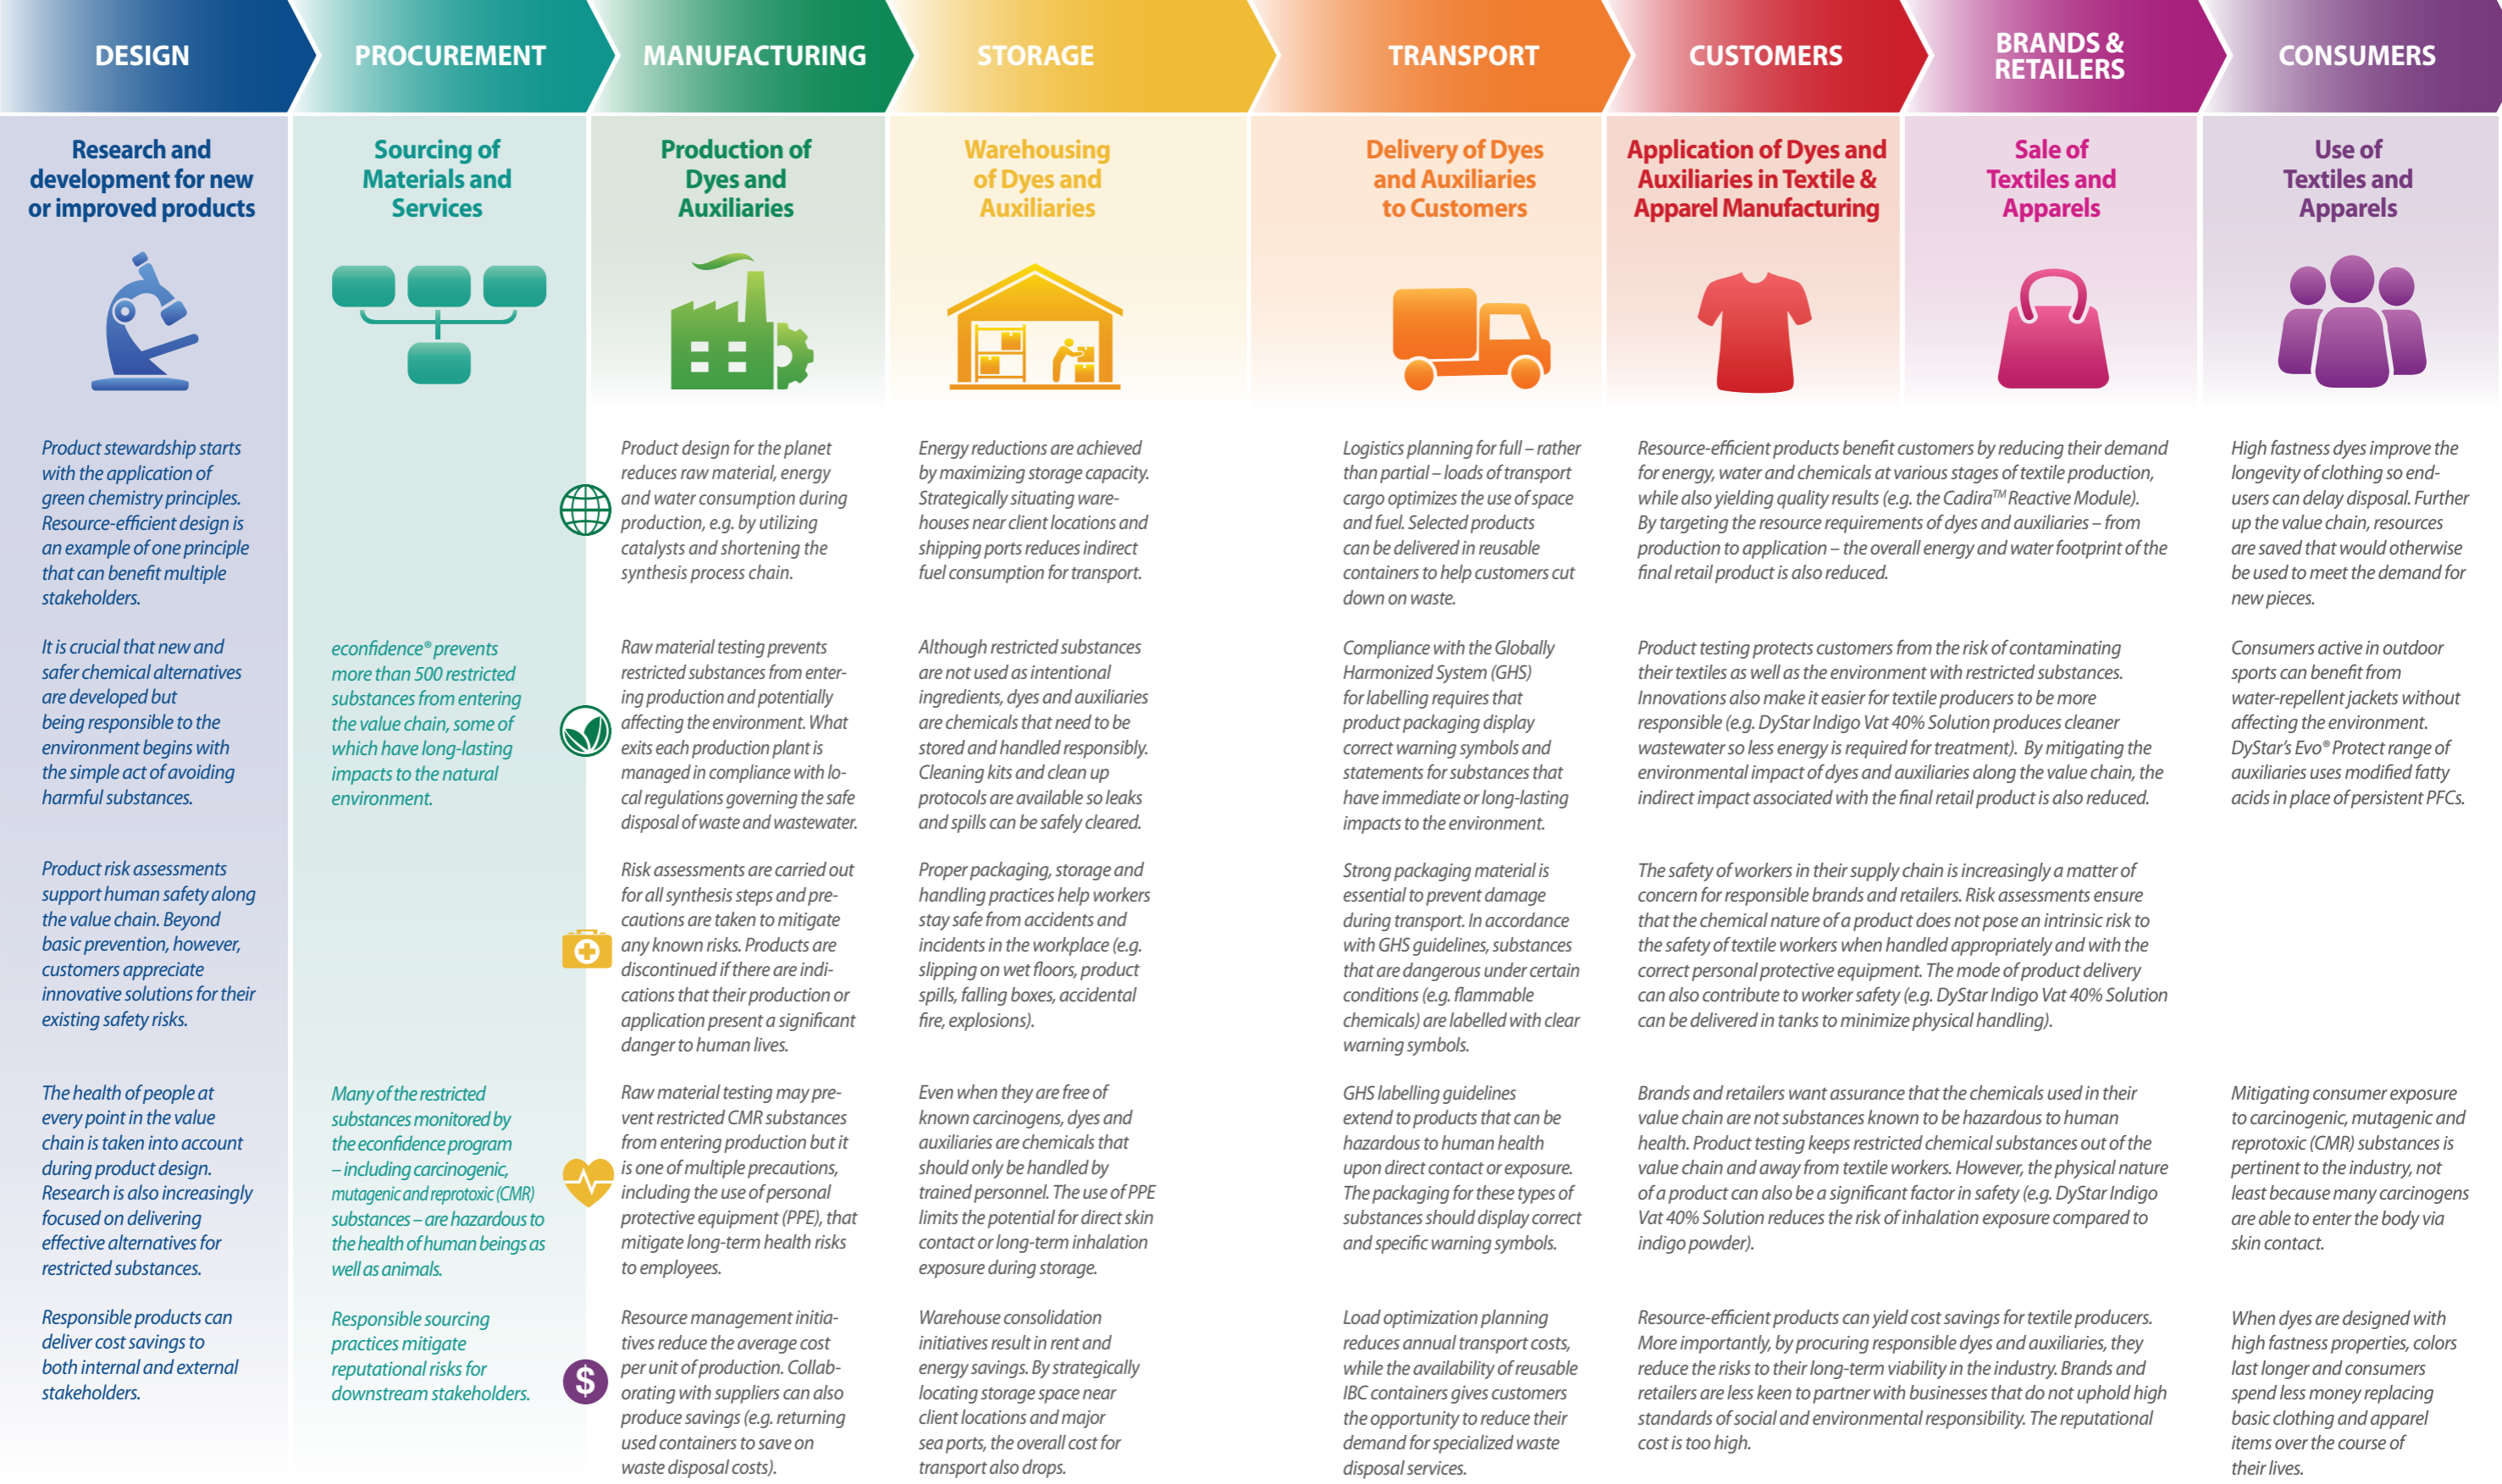 DESIGN
PROCUREMENT
MANUFACTURING
STORAGE
TRANSPORT
CUSTOMERS
BRANDS &
RETAILERS
CONSUMERS
Research and
development for new
or improved products
Sourcing of
Materials and
Services
Production of
Dyes and
Auxiliaries
Warehousing
of Dyes and
Auxiliaries
Delivery of Dyes
and Auxiliaries
to Customers
Application of Dyes and
Auxiliaries in Textile &
Apparel Manufacturing
Sale of
Textiles and
Apparels
Use of
Textiles and
Apparels
Product stewardship starts
with the application of
green chemistry principles.
Resource-efficient design is
an example of one principle
that can benefit multiple
stakeholders.
Product design for the planet
reduces raw material, energy
and water consumption during
production, e.g. by utilizing
catalysts and shortening the
synthesis process chain.
Energy reductions are achieved
by maximizing storage capacity.
Strategically situating ware-
houses near client locations and
shipping ports reduces indirect
fuel consumption for transport.
Logistics planning for full – rather
than partial – loads of transport
cargo optimizes the use of space
and fuel. Selected products
can be delivered in reusable
containers to help customers cut
down on waste.
Resource-efficient products benefit customers by reducing their demand
for energy, water and chemicals at various stages of textile production,
while also yielding quality results (e.g. the Cadira™ Reactive Module).
By targeting the resource requirements of dyes and auxiliaries – from
production to application – the overall energy and water footprint of the
final retail product is also reduced.
High fastness dyes improve the
longevity of clothing so end-
users can delay disposal. Further
up the value chain, resources
are saved that would otherwise
be used to meet the demand for
new pieces.
It is crucial that new and
safer chemical alternatives
are developed but
being responsible to the
environment begins with
the simple act of avoiding
harmful substances.
econfidence® prevents
more than 500 restricted
substances from entering
the value chain, some of
which have long-lasting
impacts to the natural
environment.
Raw material testing prevents
restricted substances from enter-
ing production and potentially
affecting the environment. What
exits each production plant is
managed in compliance with lo-
cal regulations governing the safe
disposal of waste and wastewater.
Although restricted substances
are not used as intentional
ingredients, dyes and auxiliaries
are chemicals that need to be
stored and handled responsibly.
Cleaning kits and clean up
protocols are available so leaks
and spills can be safely cleared.
Compliance with the Globally
Harmonized System (GHS)
for labelling requires that
product packaging display
correct warning symbols and
statements for substances that
have immediate or long-lasting
impacts to the environment.
Product testing protects customers from the risk of contaminating
their textiles as well as the environment with restricted substances.
Innovations also make it easier for textile producers to be more
responsible (e.g. DyStar Indigo Vat 40% Solution produces cleaner
wastewater so less energy is required for treatment). By mitigating the
environmental impact of dyes and auxiliaries along the value chain, the
indirect impact associated with the final retail product is also reduced.
Consumers active in outdoor
sports can benefit from
water-repellent jackets without
affecting the environment.
DyStar's Evo® Protect range of
auxiliaries uses modified fatty
acids in place of persistent PFCs.
Product risk assessments
support human safety along
the value chain. Beyond
basic prevention, however,
customers appreciate
innovative solutions for their
existing safety risks.
Risk assessments are carried out
for all synthesis steps and pre-
cautions are taken to mitigate
any known risks. Products are
discontinued if there are indi-
cations that their production or
application present a significant
danger to human lives.
Proper packaging, storage and
handling practices help workers
stay safe from accidents and
incidents in the workplace (e.g.
slipping on wet floors, product
spills, falling boxes, accidental
fire, explosions).
Strong packaging material is
essential to prevent damage
during transport. In accordance
with GHS guidelines, substances
that are dangerous under certain
conditions (e.g. flammable
chemicals) are labelled with clear
warning symbols.
The safety of workers in their supply chain is increasingly a matter of
concern for responsible brands and retailers. Risk assessments ensure
that the chemical nature of a product does not pose an intrinsic risk to
the safety of textile workers when handled appropriately and with the
correct personal protective equipment. The mode of product delivery
can also contribute to worker safety (e.g. DyStar Indigo Vat 40% Solution
can be delivered in tanks to minimize physical handling).
The health of people at
every point in the value
chain is taken into account
during product design.
Research is also increasingly
focused on delivering
effective alternatives for
restricted substances.
Many of the restricted
substances monitored by
the econfidence program
– including carcinogenic,
mutagenic and reprotoxic (CMR)
substances – are hazardous to
the health of human beings as
well as animals.
Raw material testing may pre-
vent restricted CMR substances
from entering production but it
is one of multiple precautions,
including the use of personal
protective equipment (PPE), that
mitigate long-term health risks
to employees.
Even when they are free of
known carcinogens, dyes and
auxiliaries are chemicals that
should only be handled by
trained personnel. The use of PPE
limits the potential for direct skin
contact or long-term inhalation
exposure during storage.
GHS labelling guidelines
extend to products that can be
hazardous to human health
upon direct contact or exposure.
The packaging for these types of
substances should display correct
and specific warning symbols.
Brands and retailers want assurance that the chemicals used in their
value chain are not substances known to be hazardous to human
health. Product testing keeps restricted chemical substances out of the
value chain and away from textile workers. However, the physical nature
of a product can also be a significant factor in safety (e.g. DyStar Indigo
Vat 40% Solution reduces the risk of inhalation exposure compared to
indigo powder).
Mitigating consumer exposure
to carcinogenic, mutagenic and
reprotoxic (CMR) substances is
pertinent to the industry, not
least because many carcinogens
are able to enter the body via
skin contact.
Responsible products can
deliver cost savings to
both internal and external
stakeholders.
Responsible sourcing
practices mitigate
reputational risks for
downstream stakeholders.
$
Resource management initia-
tives reduce the average cost
per unit of production. Collab-
orating with suppliers can also
produce savings (e.g. returning
used containers to save on
waste disposal costs).
Warehouse consolidation
initiatives result in rent and
energy savings. By strategically
locating storage space near
client locations and major
sea ports, the overall cost for
transport also drops.
Load optimization planning
reduces annual transport costs,
while the availability of reusable
IBC containers gives customers
the opportunity to reduce their
demand for specialized waste
disposal services.
Resource-efficient products can yield cost savings for textile producers.
More importantly, by procuring responsible dyes and auxiliaries, they
reduce the risks to their long-term viability in the industry. Brands and
retailers are less keen to partner with businesses that do not uphold high
standards of social and environmental responsibility. The reputational
cost is too high.
When dyes are designed with
high fastness properties, colors
last longer and consumers
spend less money replacing
basic clothing and apparel
items over the course of
their lives.